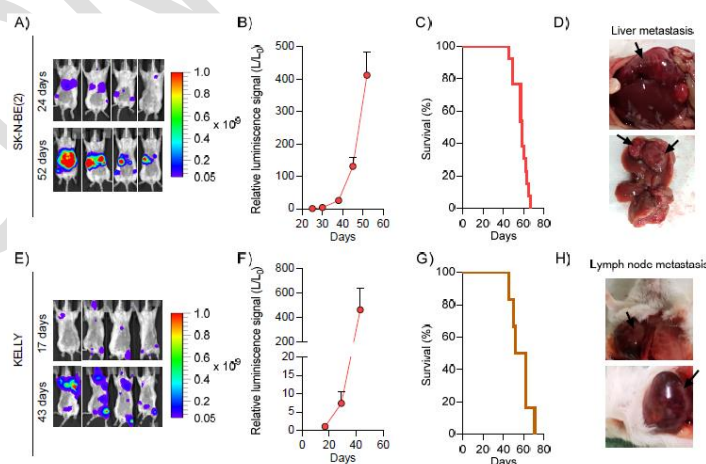 A)
SK-N-BE(2)
24 days
52 days
1.0
0.8
0.6
0.4
0.2
0.05
x 10⁹
B)
Relative luminiscence signal (L/L₀)
500
400
300
200
100
0
20 30 40 50 60
Days
C)
Survival (%)
100
80
60
40
20
0
0 20 40 60 80
Days
D)
Liver metastasis
E)
KELLY
17 days
43 days
1.0
0.8
0.6
0.4
0.2
0.05
x 10⁹
F)
Relative luminiscence signal (L/L₀)
800
600
400
200
20
15
10
5
0
0 20 40 60
Days
G)
Survival (%)
100
80
60
40
20
0
0 20 40 60 80
Days
H)
Lymph node metastasis